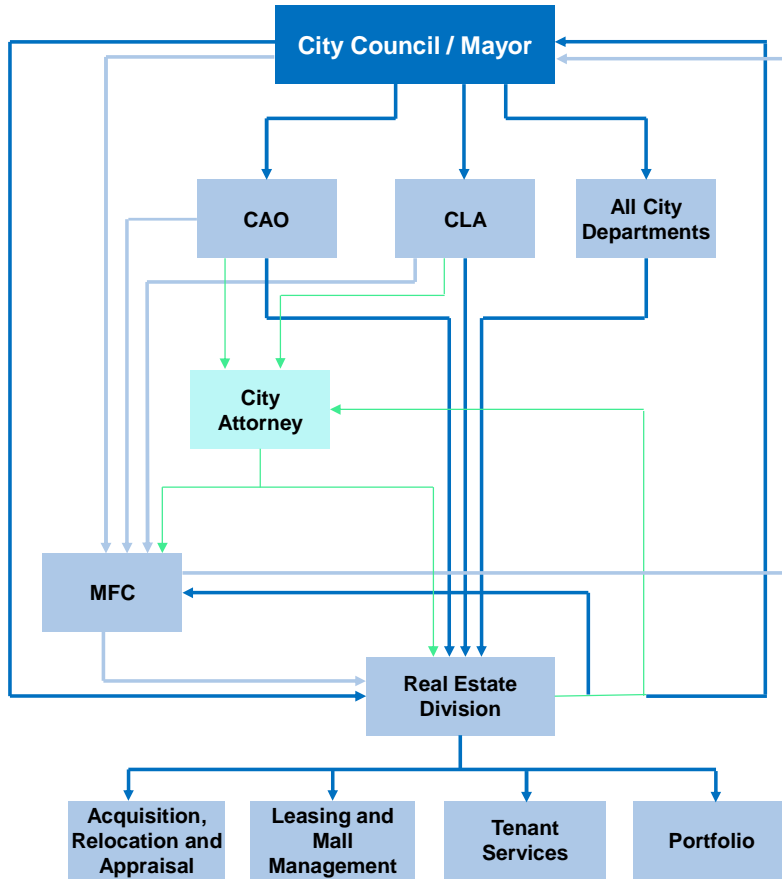 City Council / Mayor
CAO
CLA
All City
Departments
City
Attorney
MFC
Real Estate
Division
Acquisition,
Relocation and
Appraisal
Leasing and
Mall
Management
Tenant
Services
Portfolio